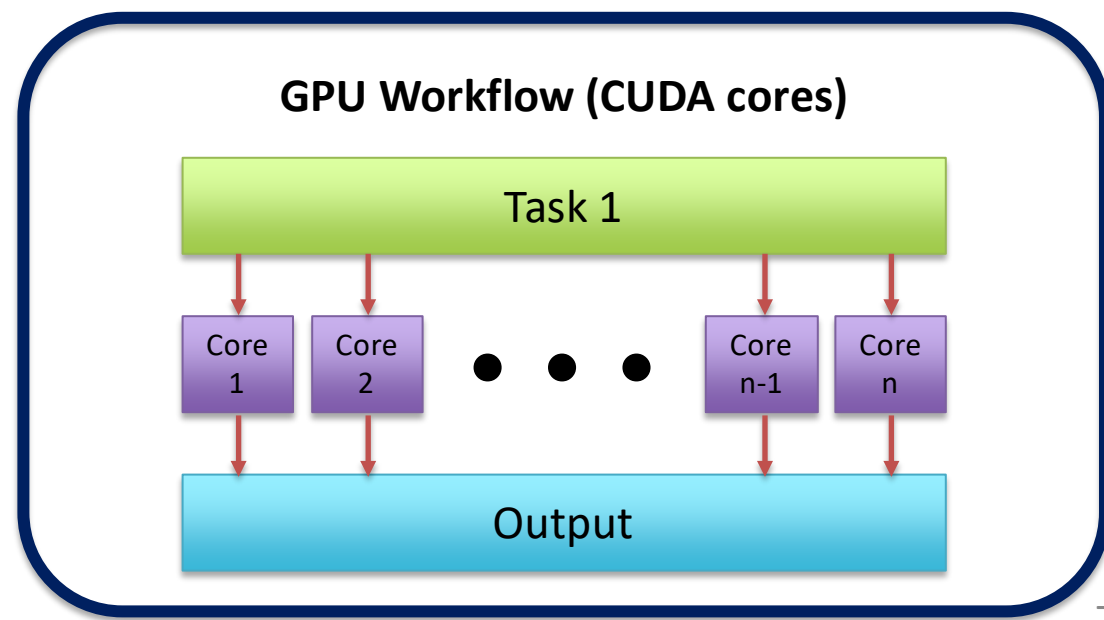 GPU Workflow (CUDA cores)
Task 1
Core
1
Core
2
Core
n-1
Core
n
Output